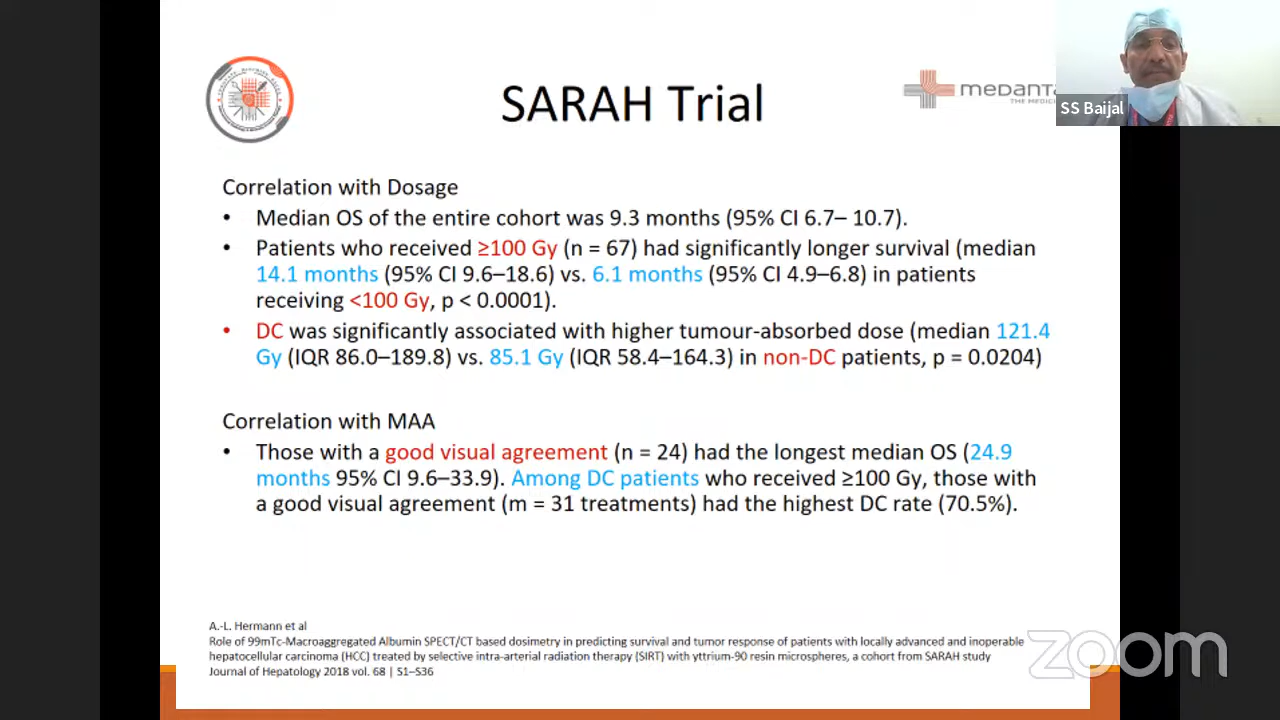 SARAH Trial
MEDANTA
SS Baijal
Correlation with Dosage
• Median OS of the entire cohort was 9.3 months (95% CI 6.7– 10.7).
• Patients who received ≥100 Gy (n = 67) had significantly longer survival (median
14.1 months (95% CI 9.6–18.6) vs. 6.1 months (95% CI 4.9–6.8) in patients
receiving <100 Gy, p < 0.0001).
• DC was significantly associated with higher tumour-absorbed dose (median 121.4
Gy (IQR 86.0–189.8) vs. 85.1 Gy (IQR 58.4–164.3) in non-DC patients, p = 0.0204)
Correlation with MAA
• Those with a good visual agreement (n = 24) had the longest median OS (24.9
months 95% CI 9.6–33.9). Among DC patients who received ≥100 Gy, those with
a good visual agreement (m = 31 treatments) had the highest DC rate (70.5%).
A.-L. Hermann et al
Role of 99mTc-Macroaggregated Albumin SPECT/CT based dosimetry in predicting survival and tumor response of patients with locally advanced and inoperable
hepatocellular carcinoma (HCC) treated by selective intra-arterial radiation therapy (SIRT) with yttrium-90 resin microspheres, a cohort from SARAH study
Journal of Hepatology 2018 vol. 68 | S1–S36
zoom